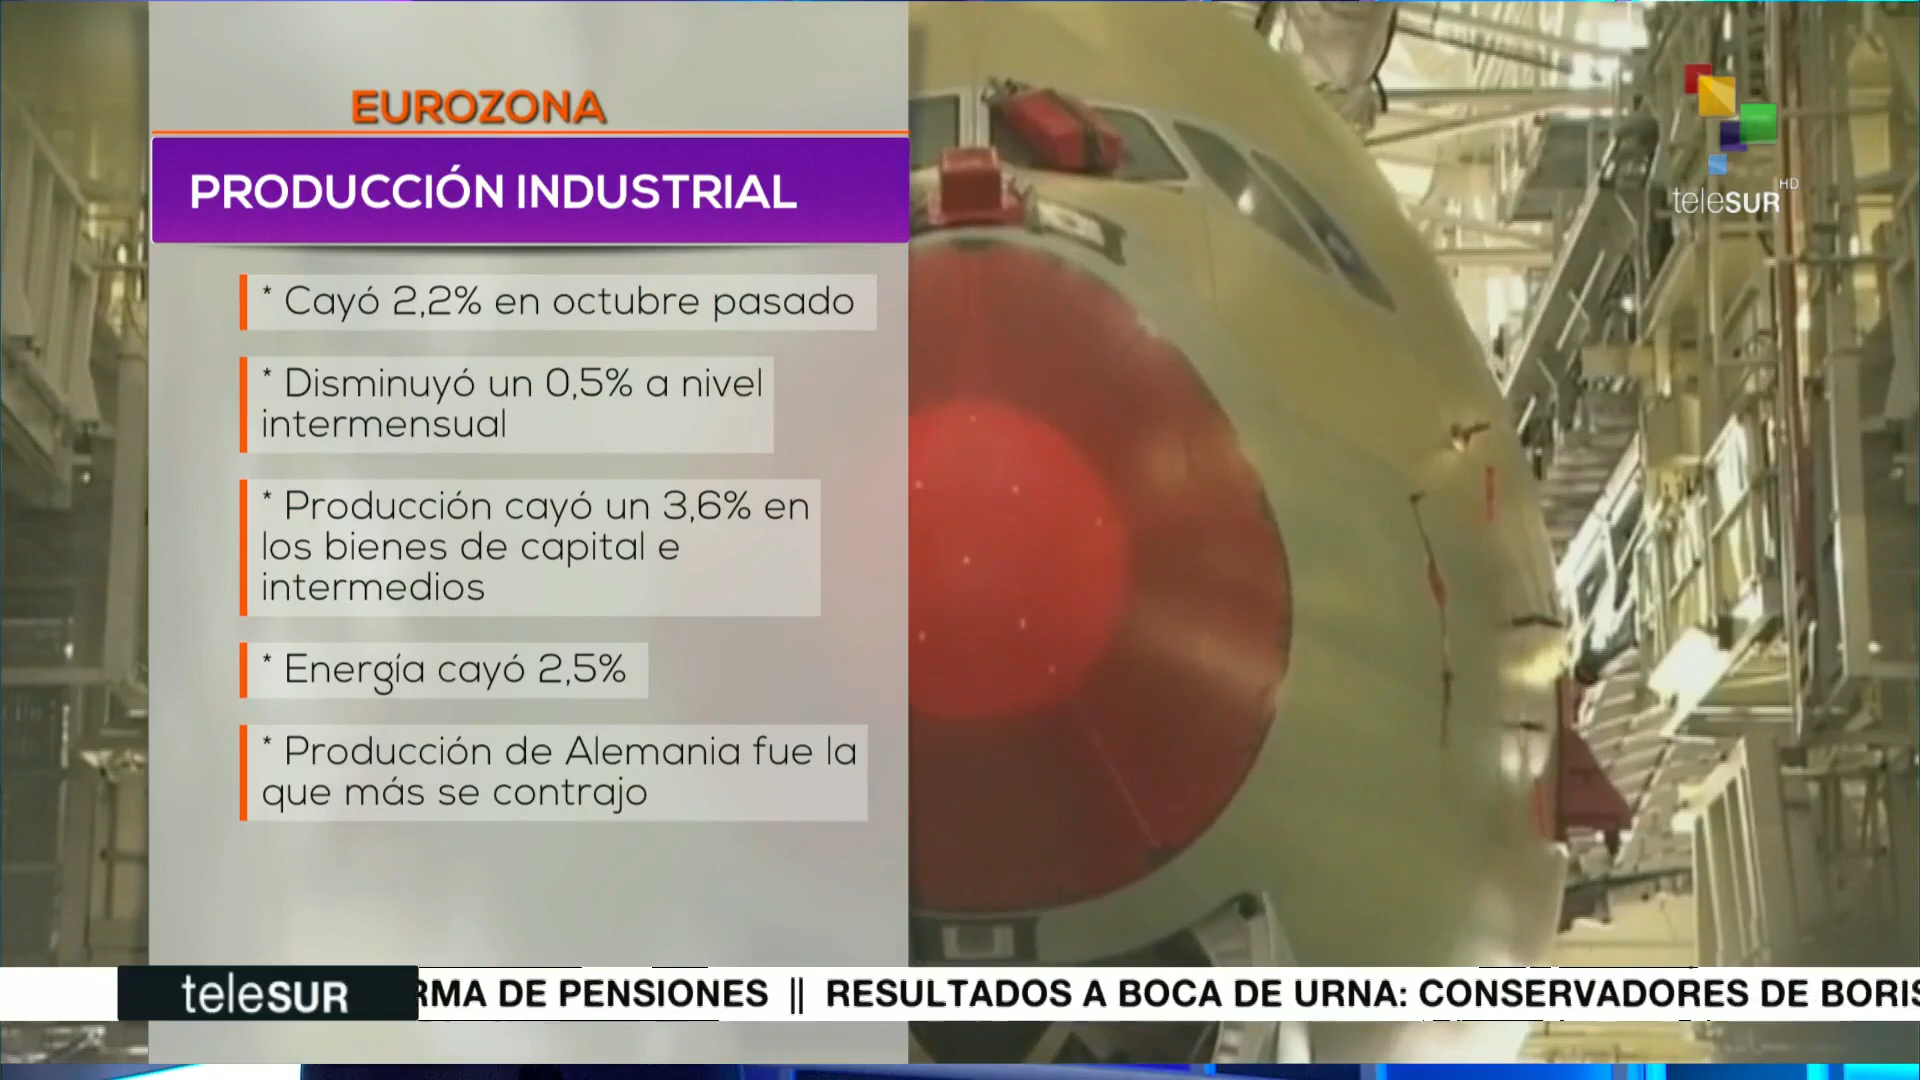 EUROZONA
PRODUCCIÓN INDUSTRIAL
* Cayó 2,2% en octubre pasado
* Disminuyó un 0,5% a nivel
intermensual
* Producción cayó un 3,6% en
los bienes de capital e
intermedios
* Energía cayó 2,5%
* Producción de Alemania fue la
que más se contrajo
teleSUR HD
teleSUR
RMA DE PENSIONES || RESULTADOS A BOCA DE URNA: CONSERVADORES DE BORIS